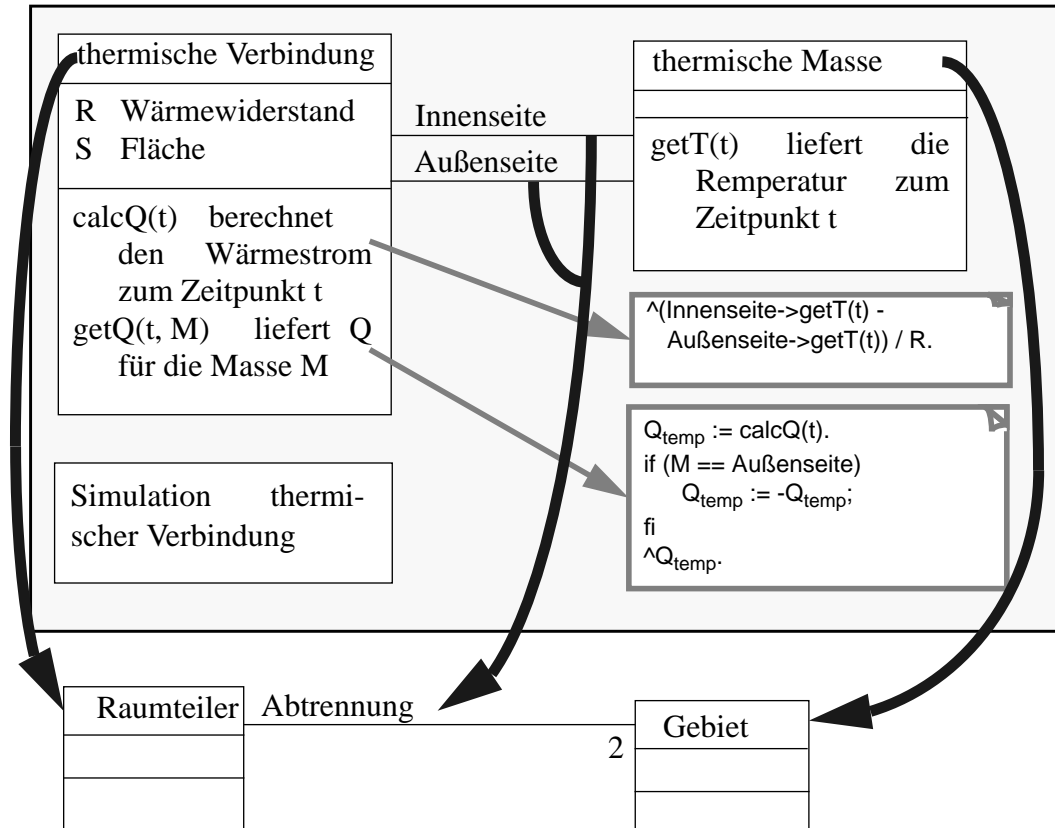 thermische Verbindung
R Wärmewiderstand
S Fläche
calcQ(t) berechnet
den Wärmestrom
zum Zeitpunkt t
getQ(t, M) liefert Q
für die Masse M
Innenseite
Außenseite
thermische Masse
getT(t) liefert die
Remperatur zum
Zeitpunkt t
^(Innenseite->getT(t) -
Außenseite->getT(t)) / R.
Qtemp := calcQ(t).
if (M == Außenseite)
Qtemp := -Qtemp;
fi
^Qtemp.
Simulation thermi-
scher Verbindung
Raumteiler
Abtrennung
2
Gebiet